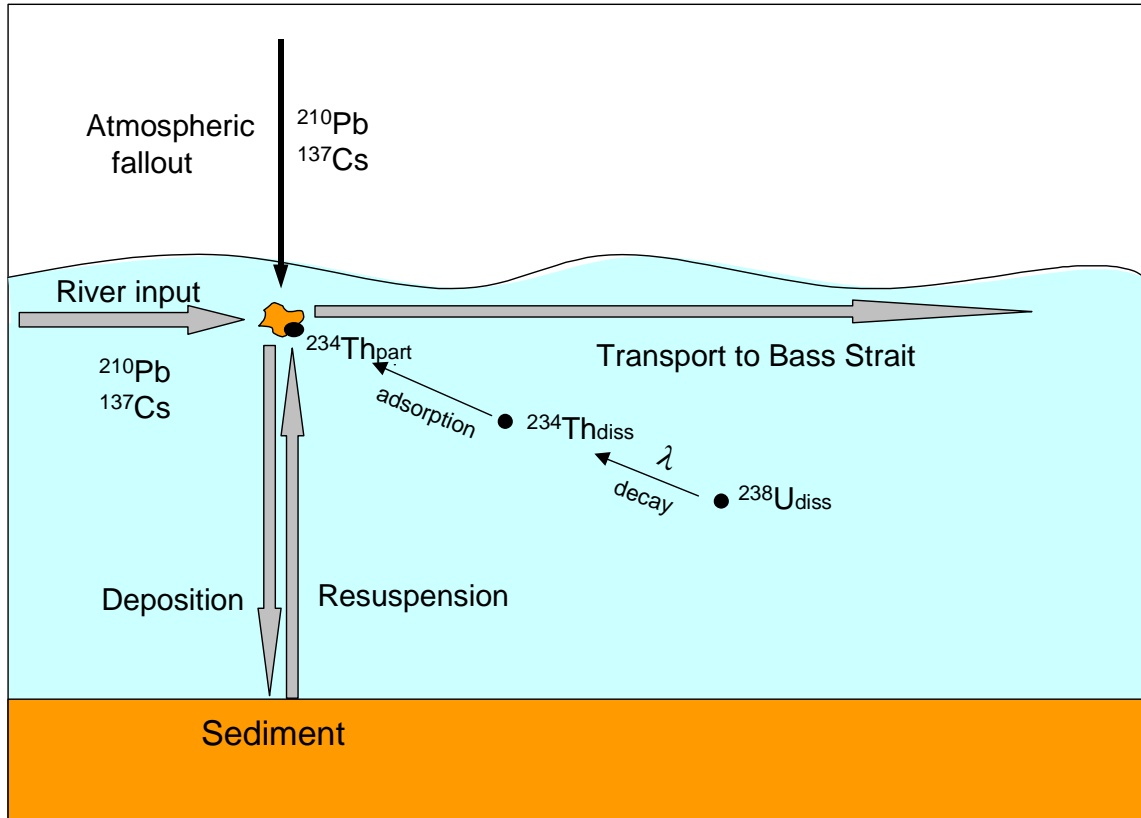 Atmospheric
fallout
²¹⁰Pb
¹³⁷Cs
River input
²¹⁰Pb
¹³⁷Cs
²³⁴Thpart
Transport to Bass Strait
adsorption
²³⁴Thdiss
λ
decay
²³⁸Udiss
Deposition
Resuspension
Sediment